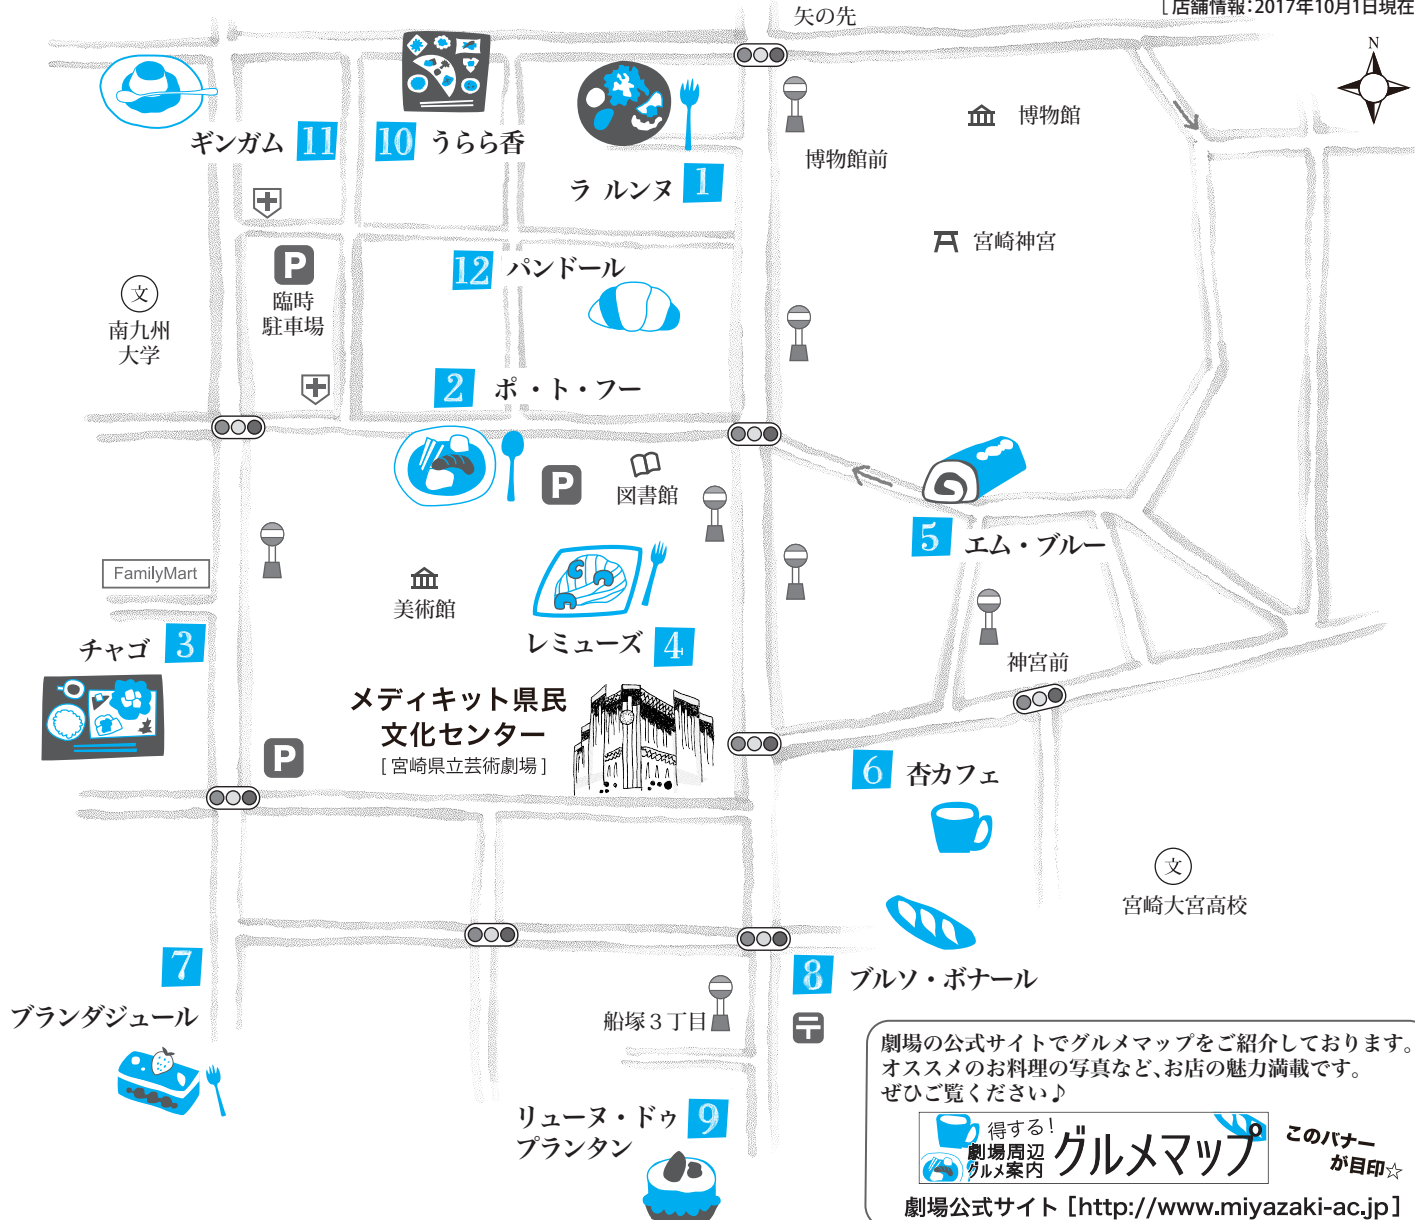 [店舗情報：2017年10月1日現在
矢の先
N
ギンガム 11
10 うらら香
ラ ルンヌ 1
博物館
博物館前
宮崎神宮
12 パンドール
P
臨時
駐車場
文
南九州
大学
2 ポ・ト・フー
P
図書館
5 エム・ブルー
FamilyMart
美術館
チャゴ 3
レミューズ 4
神宮前
メディキット県民
文化センター
[宮崎県立芸術劇場]
P
6 杏カフェ
文
宮崎大宮高校
7
ブランダジュール
8 ブルソ・ボナール
船塚３丁目
〒
リューヌ・ドゥ 9
プランタン
劇場の公式サイトでグルメマップをご紹介しております。
オススメのお料理の写真など、お店の魅力満載です。
ぜひご覧ください♪
得する！
劇場周辺
グルメ案内
グルメマップ
このバナー
が目印☆
劇場公式サイト［http://www.miyazaki-ac.jp］